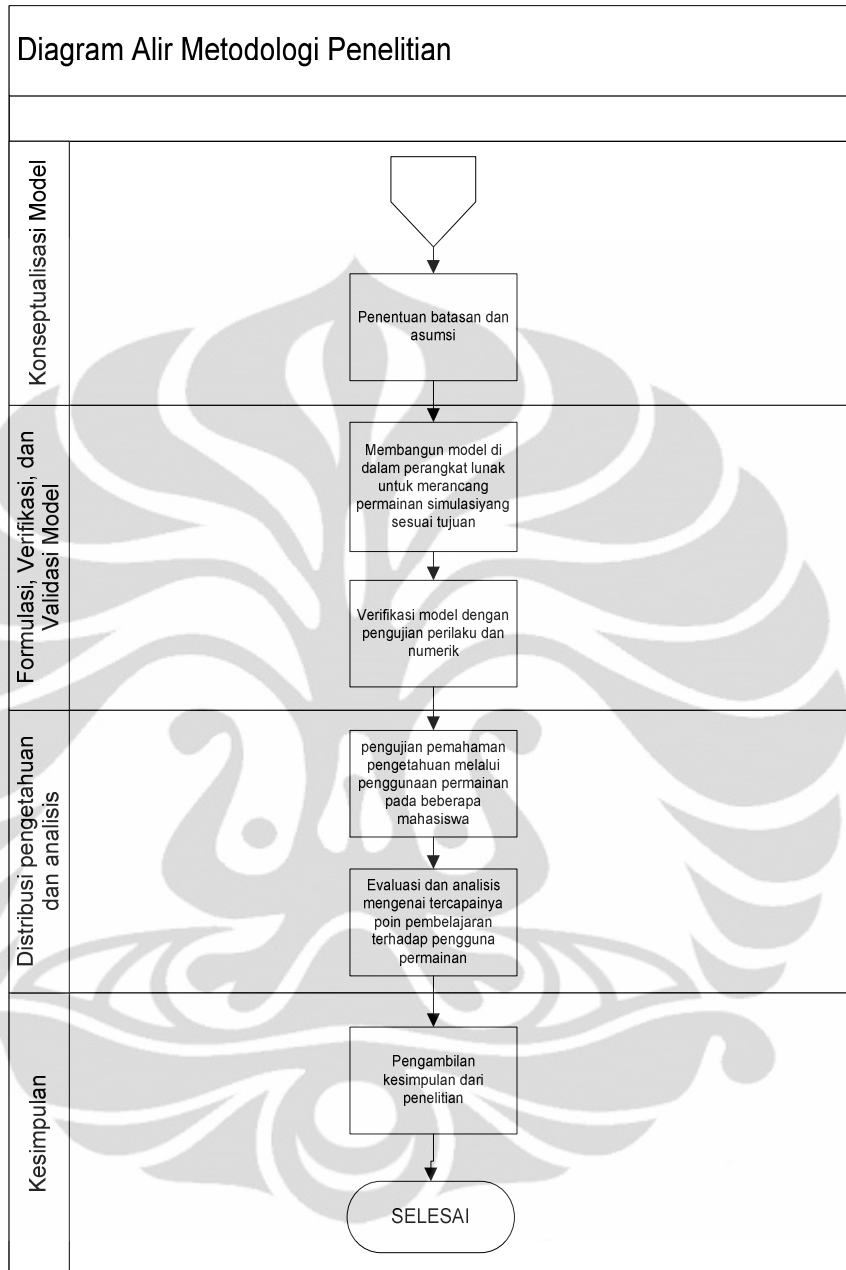 Diagram Alir Metodologi Penelitian
Konseptualisasi Model
Penentuan batasan dan
asumsi
Formulasi, Verifikasi, dan
Validasi Model
Membangun model di
dalam perangkat lunak
untuk merancang
permainan simulasiyang
sesuai tujuan
Verifikasi model dengan
pengujian perilaku dan
numerik
Distribusi pengetahuan
dan analisis
pengujian pemahaman
pengetahuan melalui
penggunaan permainan
pada beberapa
mahasiswa
Evaluasi dan analisis
mengenai tercapainya
poin pembelajaran
terhadap pengguna
permainan
Kesimpulan
Pengambilan
kesimpulan dari
penelitian
SELESAI